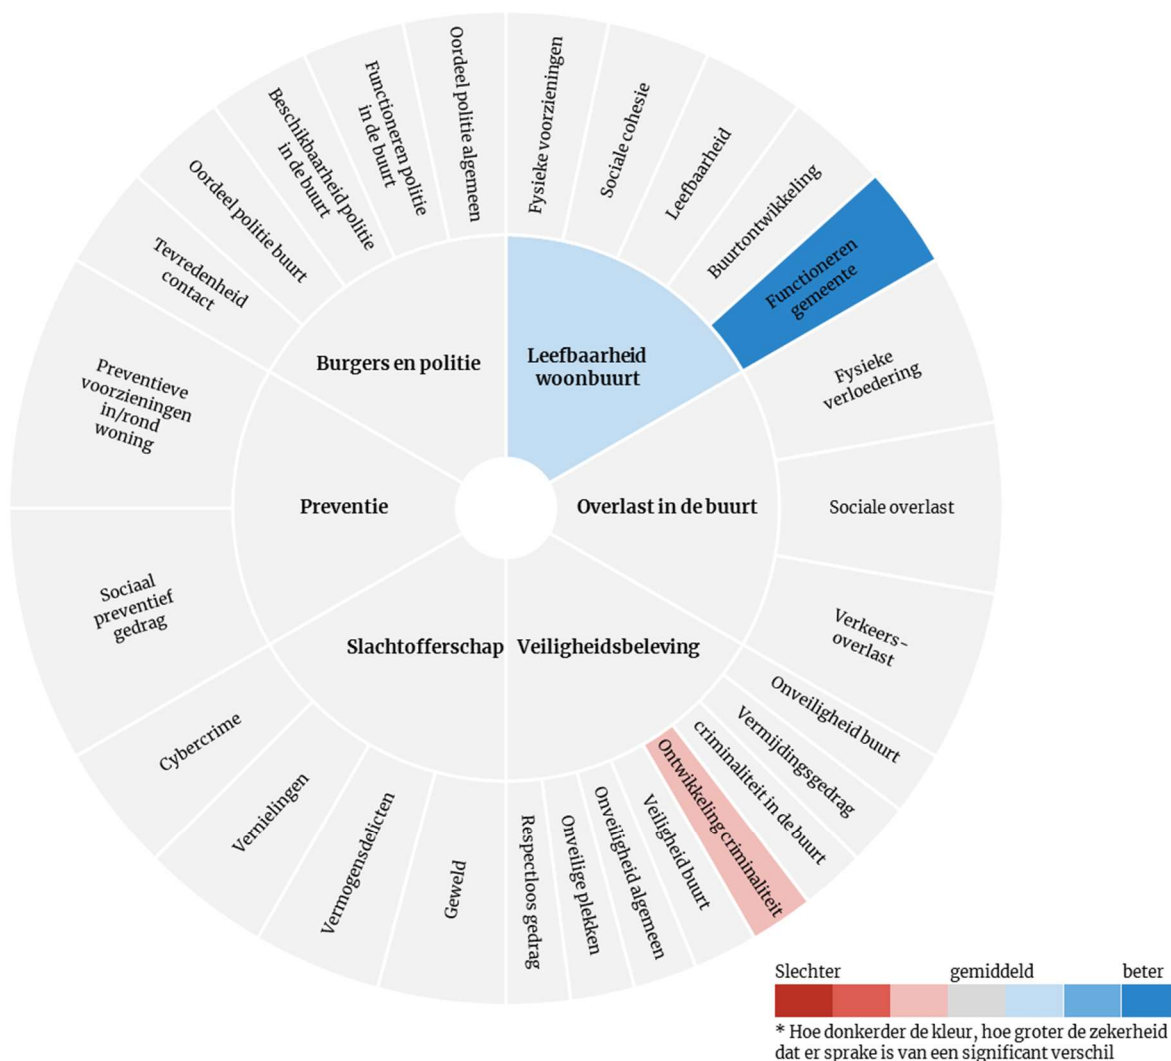 Oordeel politie algemeen
Fysieke voorzieningen
Sociale cohesie
Leefbaarheid
Buurtontwikkeling
Functioneren
gemeente
Fysieke
verloedering
Sociale overlast
Verkeers-
overlast
Onveiligheid buurt
Vermijdingsgedrag
criminaliteit in de buurt
Ontwikkeling criminaliteit
Veiligheid buurt
Onveiligheid algemeen
Onveilige plekken
Respectloos gedrag
Geweld
Vermogensdelicten
Vernielingen
Cybercrime
Sociaal
preventief
gedrag
Preventieve
voorzieningen
in/rond
woning
Tevredenheid
contact
Oordeel politie buurt
Beschikbaarheid politie
in de buurt
Functioneren politie
in de buurt
Burgers en politie
Leefbaarheid
woonbuurt
Preventie
Overlast in de buurt
Slachtofferschap
Veiligheidsbeleving
Slechter gemiddeld beter
* Hoe donkerder de kleur, hoe groter de zekerheid
dat er sprake is van een significant verschil